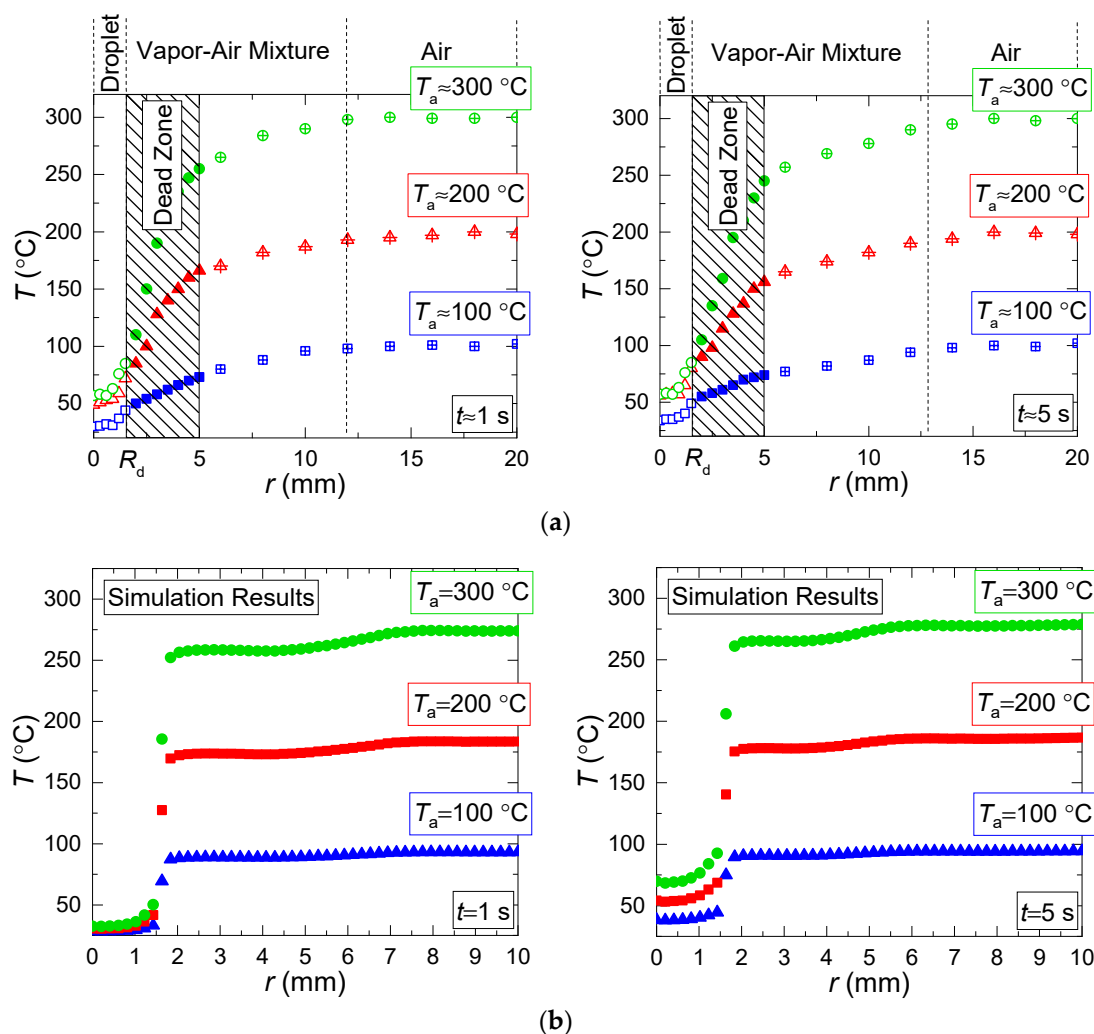 Droplet
Vapor-Air Mixture
Air
Dead Zone
Tₐ≈300 °C
Tₐ≈200 °C
Tₐ≈100 °C
t≈1 s
T (°C)
300
250
200
150
100
50
0 R_d 5 10 15 20
r (mm)
Droplet
Vapor-Air Mixture
Air
Dead Zone
Tₐ≈300 °C
Tₐ≈200 °C
Tₐ≈100 °C
t≈5 s
T (°C)
300
250
200
150
100
50
0 R_d 5 10 15 20
r (mm)
(a)
Simulation Results
Tₐ=300 °C
Tₐ=200 °C
Tₐ=100 °C
t=1 s
T (°C)
300
250
200
150
100
50
0 1 2 3 4 5 6 7 8 9 10
r (mm)
Simulation Results
Tₐ=300 °C
Tₐ=200 °C
Tₐ=100 °C
t=5 s
T (°C)
300
250
200
150
100
50
0 1 2 3 4 5 6 7 8 9 10
r (mm)
(b)